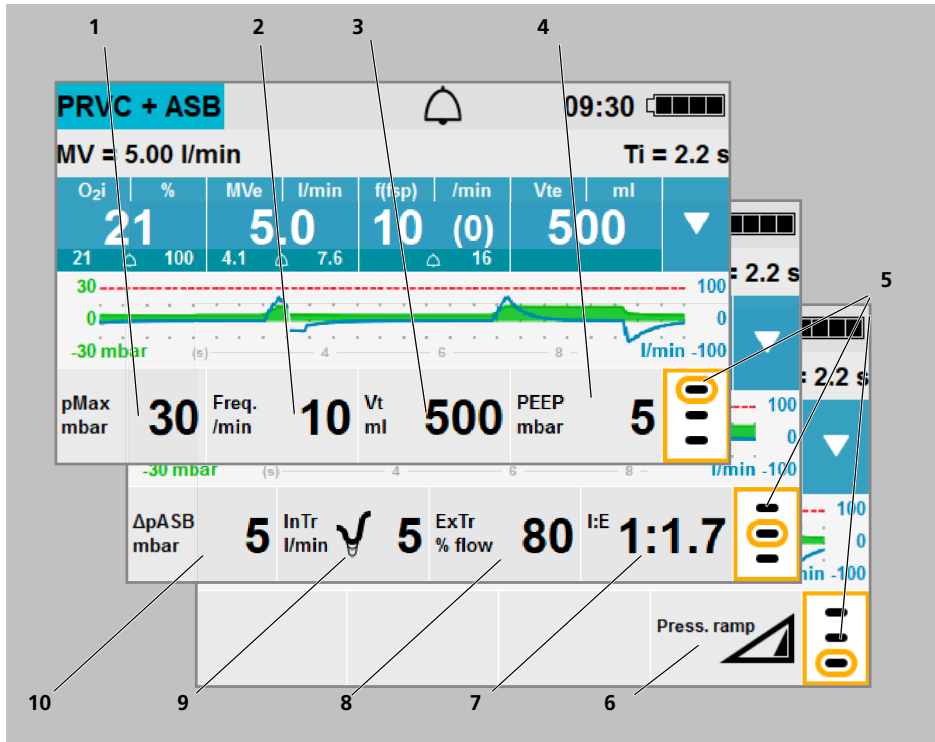 1 2 3 4
PRVC + ASB 09:30
MV = 5.00 l/min Ti = 2.2 s
O2i % MVe l/min f(fsp) /min Vte ml
21 5.0 10 (0) 500
21 100 4.1 7.6 16
= 2.2 s 5
30 100
0 0
-30 mbar (s) 4 6 8 l/min -100
: 2.2 s
pMax mbar 30 Freq. /min 10 Vt ml 500 PEEP mbar 5
100
0
-30 mbar (s) 4 6 8 l/min -100
ΔpASB mbar 5 InTr l/min 5 ExTr % flow 80 I:E 1:1.7
100
0
min -100
Press. ramp
10 9 8 7 6